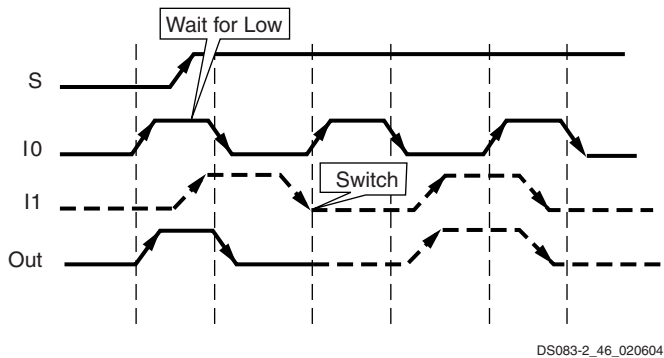 Wait for Low
S
I0
I1
Switch
Out
DS083-2_46_020604